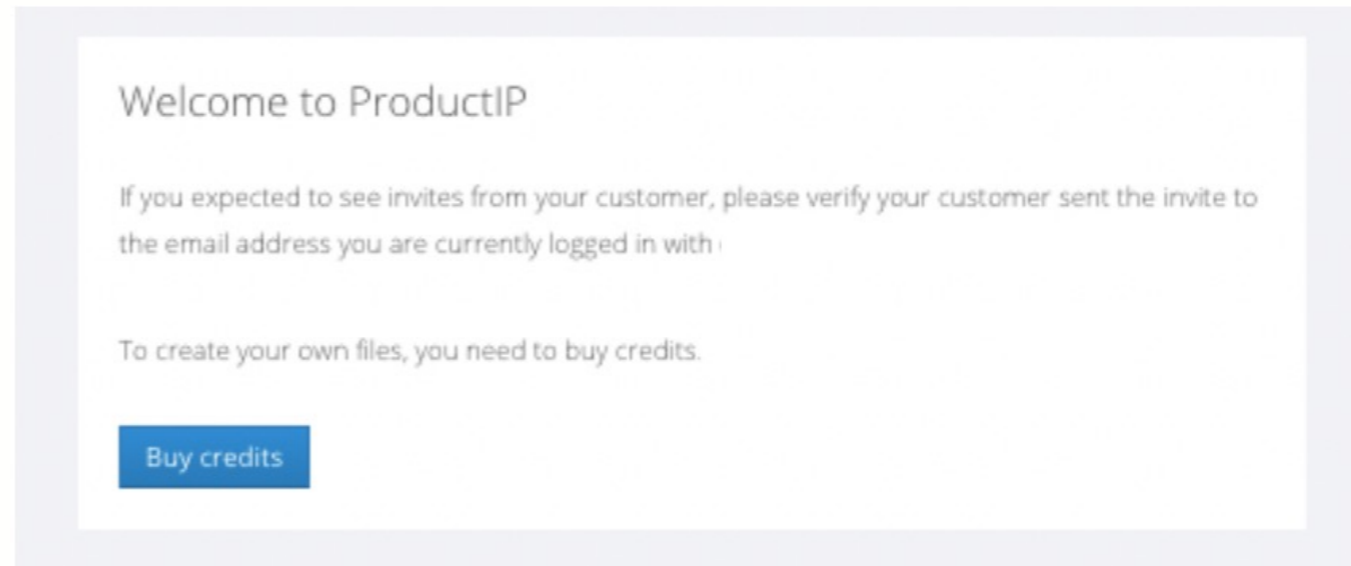 Welcome to ProductIP
If you expected to see invites from your customer, please verify your customer sent the invite to
the email address you are currently logged in with
To create your own files, you need to buy credits.
Buy credits